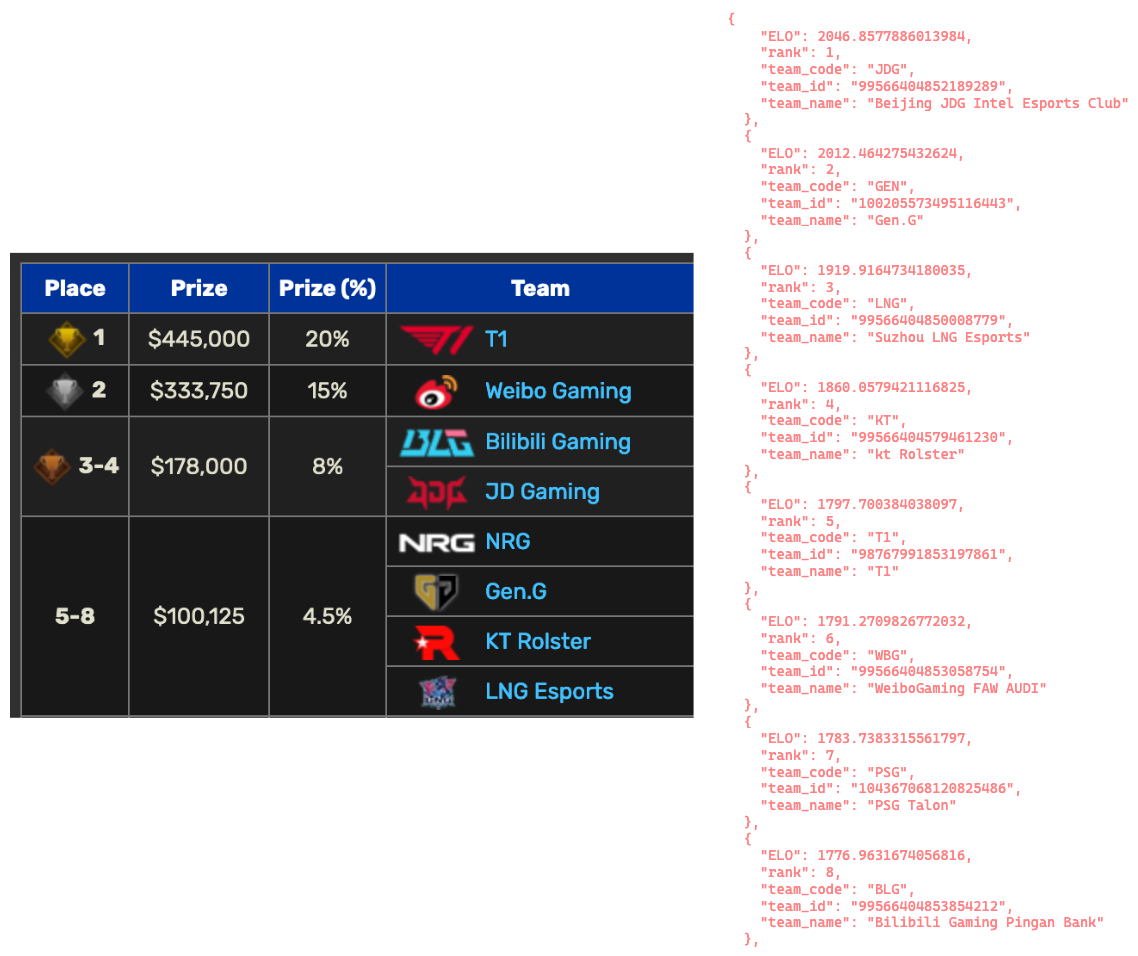 Place Prize Prize (%) Team
1 $445,000 20% T1
2 $333,750 15% Weibo Gaming
3-4 $178,000 8% BLG Bilibili Gaming
JDG JD Gaming
5-8 $100,125 4.5% NRG NRG
Gen.G
KT Rolster
LNG Esports
{
"ELO": 2046.8577886013984,
"rank": 1,
"team_code": "JDG",
"team_id": "99566404852189289",
"team_name": "Beijing JDG Intel Esports Club"
},
{
"ELO": 2012.464275432624,
"rank": 2,
"team_code": "GEN",
"team_id": "100205573495116443",
"team_name": "Gen.G"
},
{
"ELO": 1919.9164734180035,
"rank": 3,
"team_code": "LNG",
"team_id": "99566404850008779",
"team_name": "Suzhou LNG Esports"
},
{
"ELO": 1860.0579421116825,
"rank": 4,
"team_code": "KT",
"team_id": "99566404579461230",
"team_name": "kt Rolster"
},
{
"ELO": 1797.700384038097,
"rank": 5,
"team_code": "T1",
"team_id": "98767991853197861",
"team_name": "T1"
},
{
"ELO": 1791.2709826772032,
"rank": 6,
"team_code": "WBG",
"team_id": "99566404853058754",
"team_name": "WeiboGaming FAW AUDI"
},
{
"ELO": 1783.7383315561797,
"rank": 7,
"team_code": "PSG",
"team_id": "104367068120825486",
"team_name": "PSG Talon"
},
{
"ELO": 1776.9631674056816,
"rank": 8,
"team_code": "BLG",
"team_id": "99566404853854212",
"team_name": "Bilibili Gaming Pingan Bank"
},